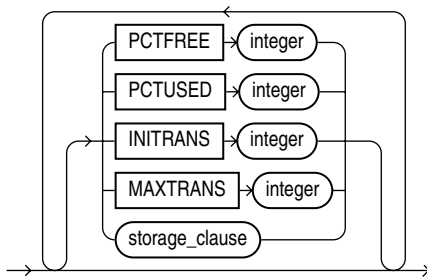 PCTFREE integer
PCTUSED integer
INITRANS integer
MAXTRANS integer
storage_clause